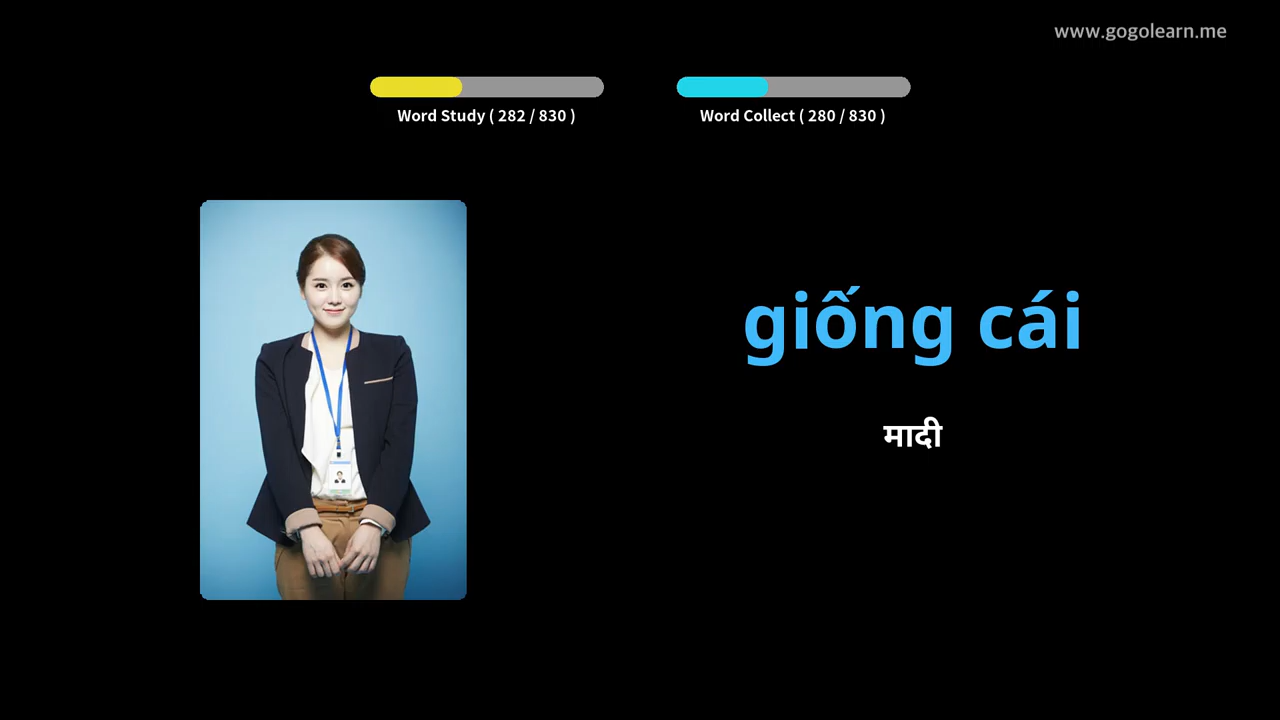 www.gogolearn.me
Word Study ( 282 / 830 )
Word Collect ( 280 / 830 )
giống cái
मादी